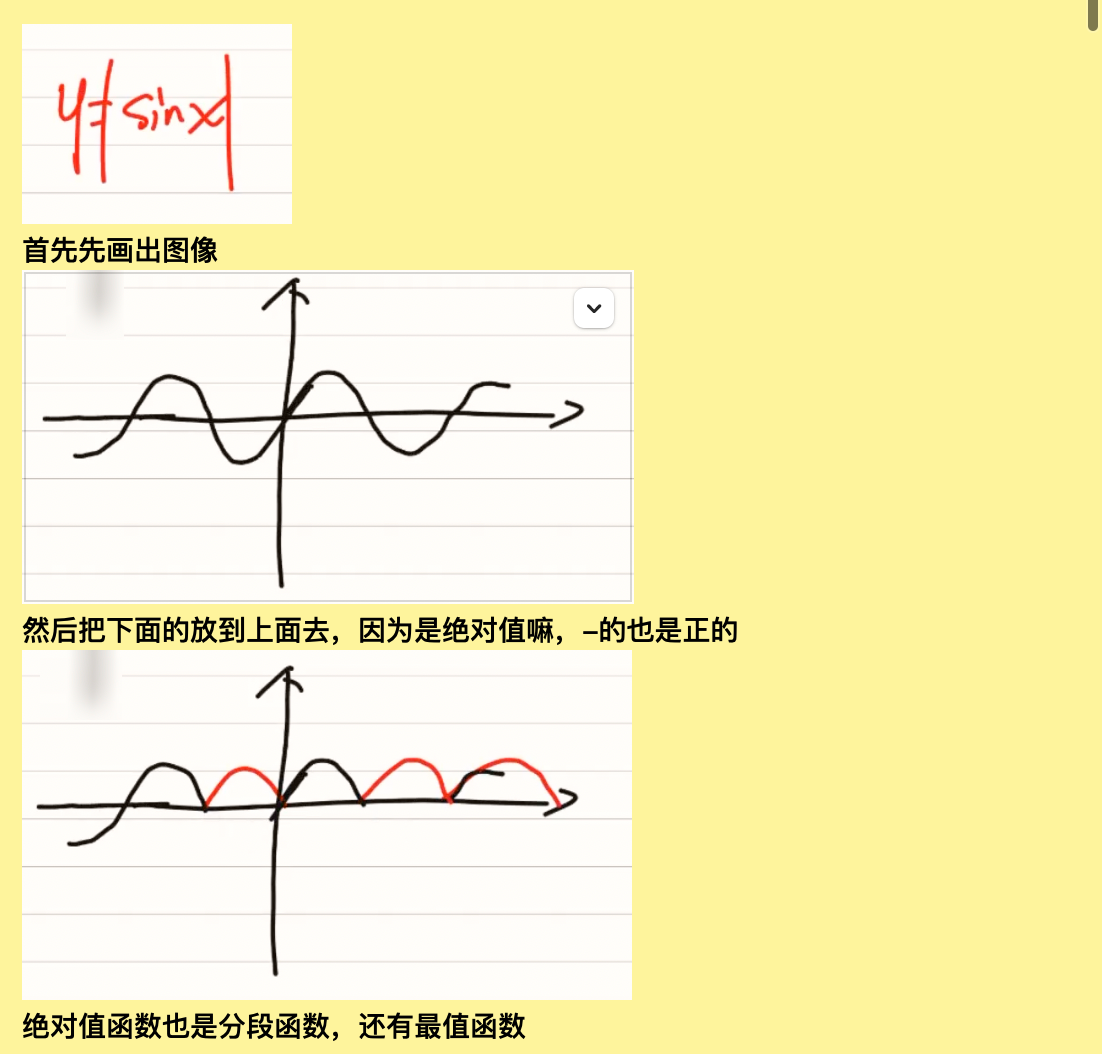 y=|sinx|
首先先画出图像
然后把下面的放到上面去，因为是绝对值嘛，-的也是正的
绝对值函数也是分段函数，还有最值函数